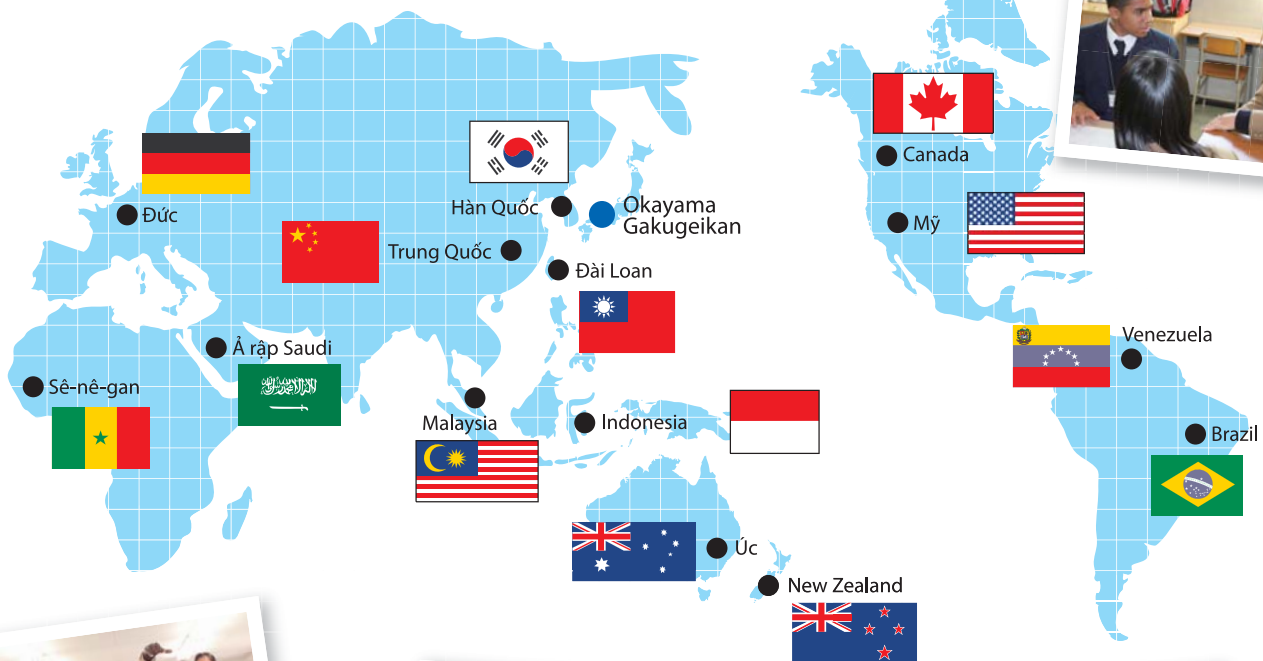 Canada
Đức
Hàn Quốc
Okayama
Gakugeikan
Mỹ
Trung Quốc
Đài Loan
Ả rập Saudi
Venezuela
Sê-nê-gan
Malaysia
Indonesia
Brazil
Úc
New Zealand